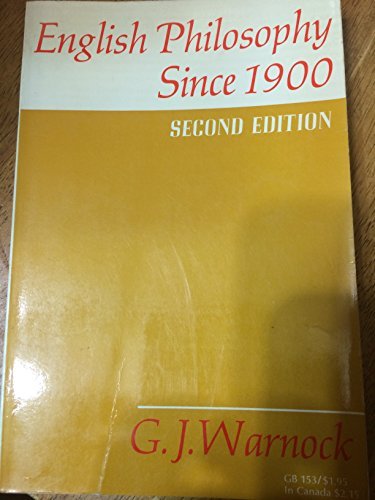 English Philosophy
Since 1900
SECOND EDITION
G.J.Warnock
GB 153/$1.95
In Canada